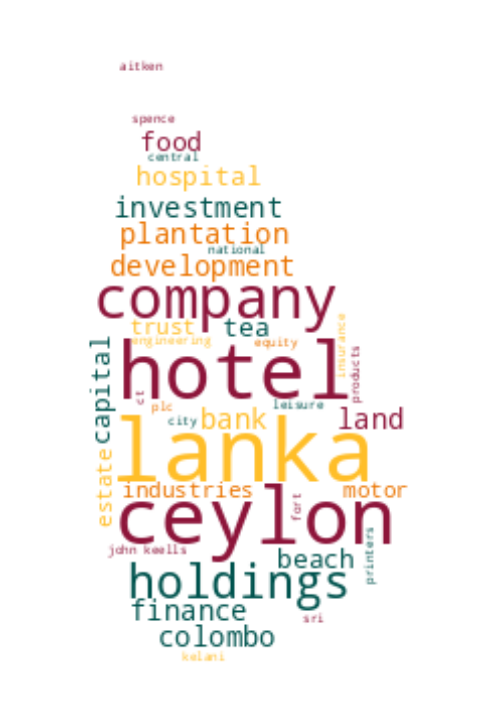 aitken
spence
food
central
hospital
investment
plantation
national
development
company
trust
tea
insurance
engineering
equity
capital
hotel
products
ct
plc
leisure
city
bank
land
lanka
estate
industries
motor
ceylon
fort
john keells
beach
printers
holdings
finance
sri
colombo
kelani